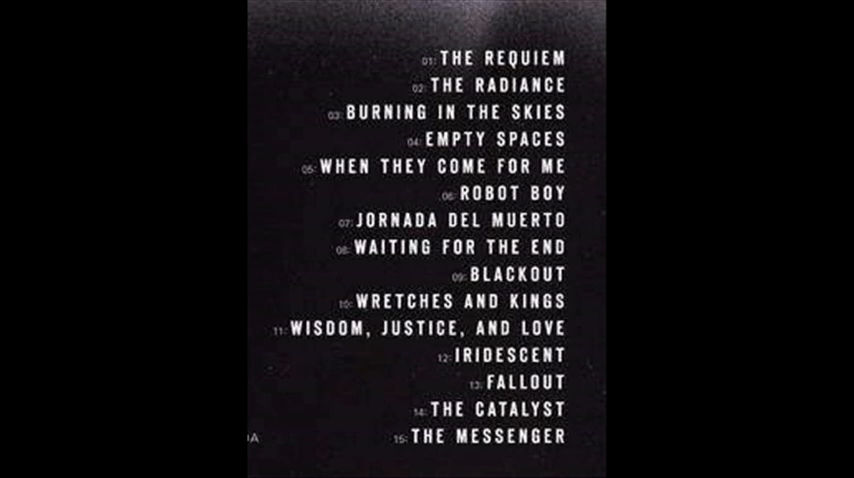 01: THE REQUIEM
02: THE RADIANCE
03: BURNING IN THE SKIES
04: EMPTY SPACES
05: WHEN THEY COME FOR ME
06: ROBOT BOY
07: JORNADA DEL MUERTO
08: WAITING FOR THE END
09: BLACKOUT
10: WRETCHES AND KINGS
11: WISDOM, JUSTICE, AND LOVE
12: IRIDESCENT
13: FALLOUT
14: THE CATALYST
15: THE MESSENGER